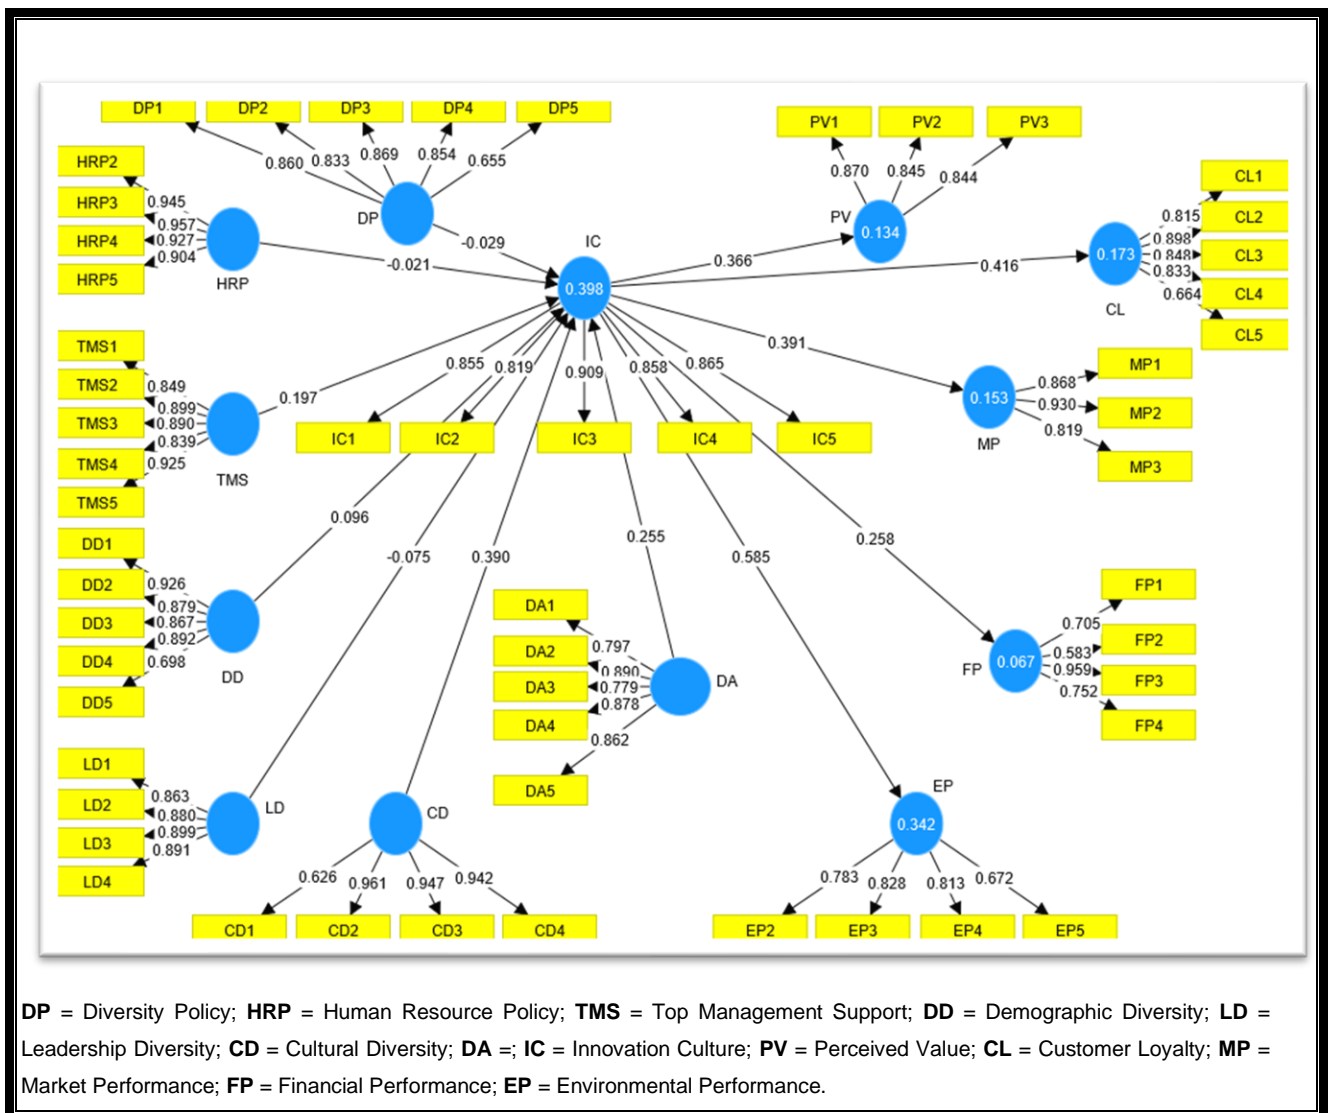 DP1 DP2 DP3 DP4 DP5
0.860 0.833 0.869 0.854 0.655
DP
HRP2
HRP3
HRP4
HRP5
0.945
0.957
0.927
0.904
HRP
-0.029
-0.021
IC
0.398
PV1 PV2 PV3
0.870 0.845 0.844
PV
0.134
0.366
0.416
CL1
CL2
CL3
CL4
CL5
0.815
0.898
0.848
0.833
0.664
0.173
CL
0.391
MP1
MP2
MP3
0.868
0.930
0.819
0.153
MP
TMS1
TMS2
TMS3
TMS4
TMS5
0.849
0.899
0.890
0.839
0.925
TMS
0.197
0.855 0.819 0.909 0.858 0.865
IC1 IC2 IC3 IC4 IC5
0.096
-0.075
0.390
0.255
0.585
0.258
DD1
DD2
DD3
DD4
DD5
0.926
0.879
0.867
0.892
0.698
DD
DA1
DA2
DA3
DA4
DA5
0.797
0.890
0.779
0.878
0.862
DA
FP1
FP2
FP3
FP4
0.705
0.583
0.959
0.752
FP
0.067
LD1
LD2
LD3
LD4
0.863
0.880
0.899
0.891
LD
CD
0.626 0.961 0.947 0.942
CD1 CD2 CD3 CD4
EP
0.342
0.783 0.828 0.813 0.672
EP2 EP3 EP4 EP5
DP = Diversity Policy; HRP = Human Resource Policy; TMS = Top Management Support; DD = Demographic Diversity; LD =
Leadership Diversity; CD = Cultural Diversity; DA =; IC = Innovation Culture; PV = Perceived Value; CL = Customer Loyalty; MP =
Market Performance; FP = Financial Performance; EP = Environmental Performance.